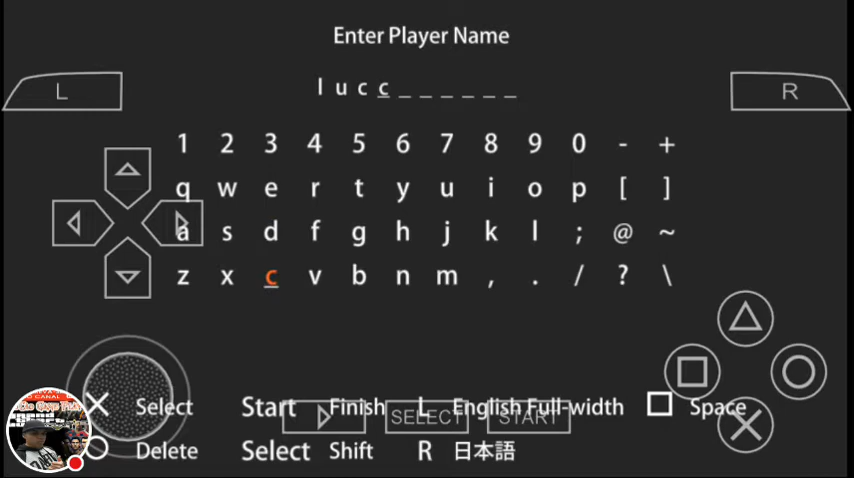 Enter Player Name
L
l u c c _ _ _ _ _ _
R
1 2 3 4 5 6 7 8 9 0 - +
q w e r t y u i o p [ ]
a s d f g h j k l ; @ ~
z x c v b n m , . / ? \
Select Start Finish L English Full-width Space
SELECT START
Delete Select Shift R 日本語